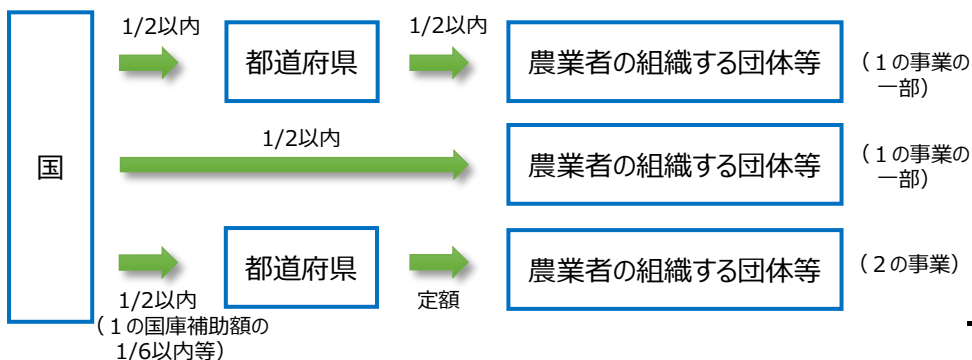 国
1/2以内
都道府県
1/2以内
農業者の組織する団体等
（１の事業の
一部）
1/2以内
農業者の組織する団体等
（１の事業の
一部）
都道府県
農業者の組織する団体等
（２の事業）
1/2以内
（１の国庫補助額の
1/6以内等）
定額